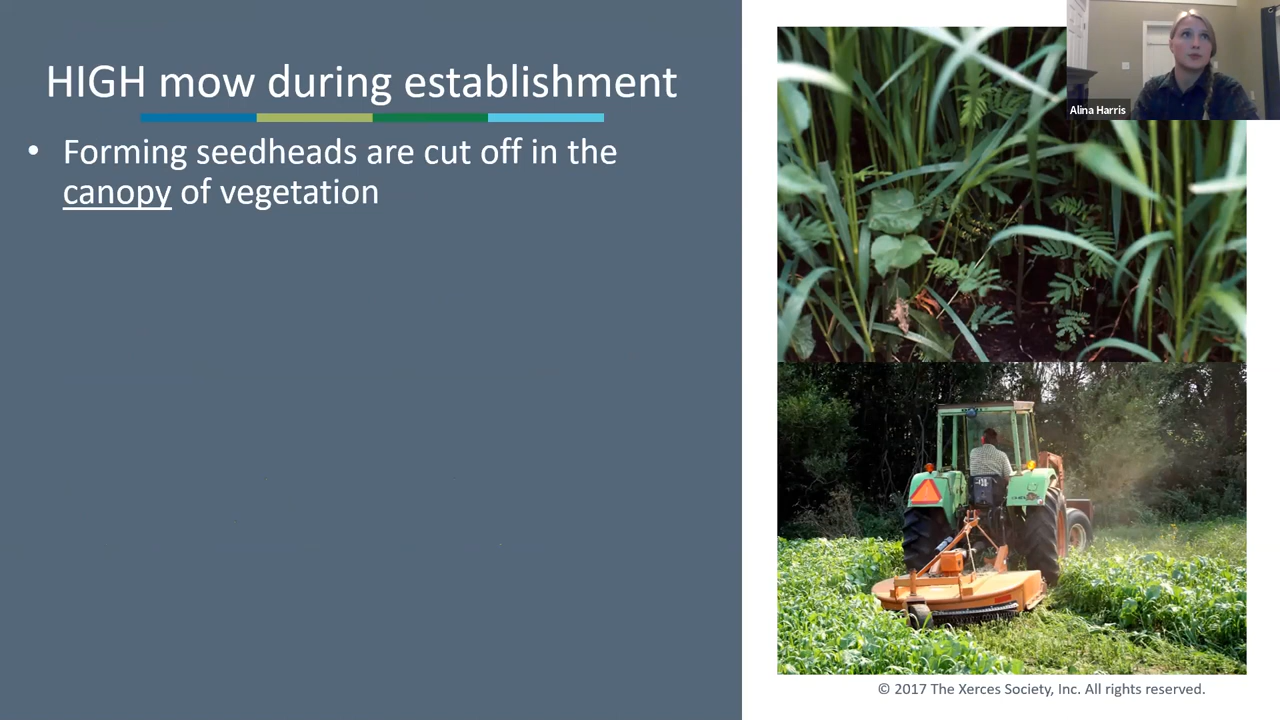 HIGH mow during establishment
• Forming seedheads are cut off in the
canopy of vegetation
Alina Harris
© 2017 The Xerces Society, Inc. All rights reserved.